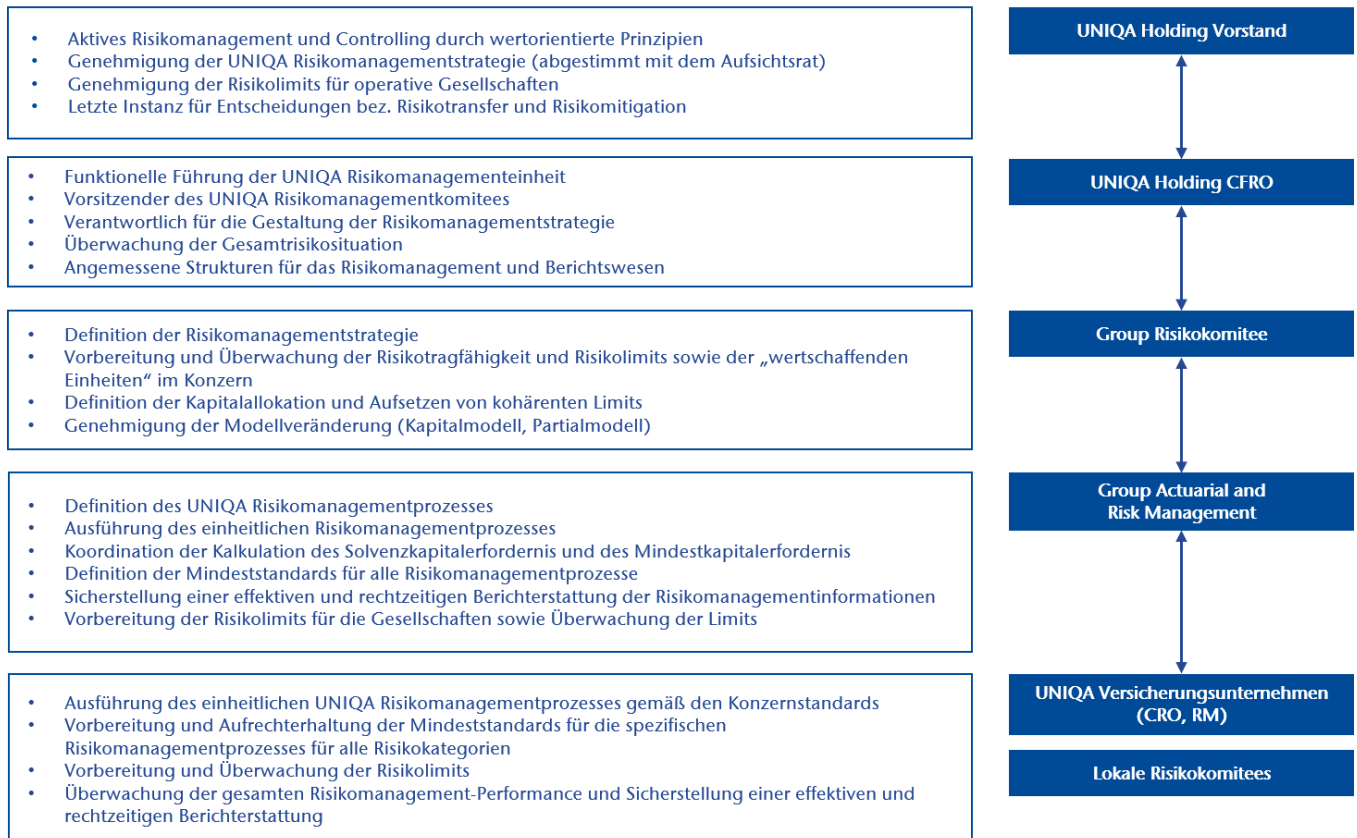 • Aktives Risikomanagement und Controlling durch wertorientierte Prinzipien
• Genehmigung der UNIQA Risikomanagementstrategie (abgestimmt mit dem Aufsichtsrat)
• Genehmigung der Risikolimits für operative Gesellschaften
• Letzte Instanz für Entscheidungen bez. Risikotransfer und Risikomitigation
UNIQA Holding Vorstand
• Funktionelle Führung der UNIQA Risikomanagementeinheit
• Vorsitzender des UNIQA Risikomanagementkomitees
• Verantwortlich für die Gestaltung der Risikomanagementstrategie
• Überwachung der Gesamtrisikosituation
• Angemessene Strukturen für das Risikomanagement und Berichtswesen
UNIQA Holding CFRO
• Definition der Risikomanagementstrategie
• Vorbereitung und Überwachung der Risikotragfähigkeit und Risikolimits sowie der „wertschaffenden
Einheiten“ im Konzern
• Definition der Kapitalallokation und Aufsetzen von kohärenten Limits
• Genehmigung der Modellveränderung (Kapitalmodell, Partialmodell)
Group Risikokomitee
• Definition des UNIQA Risikomanagementprozesses
• Ausführung des einheitlichen Risikomanagementprozesses
• Koordination der Kalkulation des Solvenzkapitalerfordernis und des Mindestkapitalerfordernis
• Definition der Mindeststandards für alle Risikomanagementprozesse
• Sicherstellung einer effektiven und rechtzeitigen Berichterstattung der Risikomanagementinformationen
• Vorbereitung der Risikolimits für die Gesellschaften sowie Überwachung der Limits
Group Actuarial and
Risk Management
• Ausführung des einheitlichen UNIQA Risikomanagementprozesses gemäß den Konzernstandards
• Vorbereitung und Aufrechterhaltung der Mindeststandards für die spezifischen
Risikomanagementprozesses für alle Risikokategorien
• Vorbereitung und Überwachung der Risikolimits
• Überwachung der gesamten Risikomanagement-Performance und Sicherstellung einer effektiven und
rechtzeitigen Berichterstattung
UNIQA Versicherungsunternehmen
(CRO, RM)
Lokale Risikokomitees